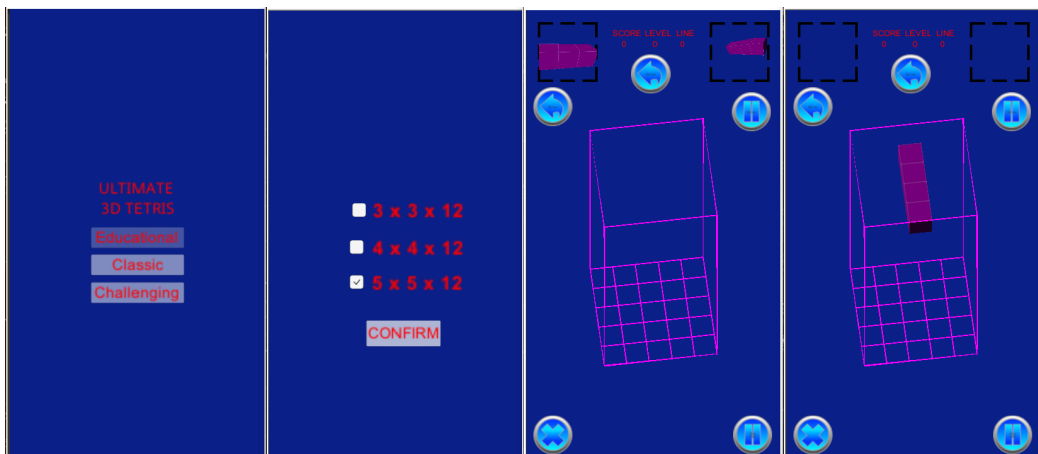 ULTIMATE
3D TETRIS
Educational
Classic
Challenging
3 x 3 x 12
4 x 4 x 12
5 x 5 x 12
CONFIRM
SCORE LEVEL LINE
0 0 0
SCORE LEVEL LINE
0 0 0